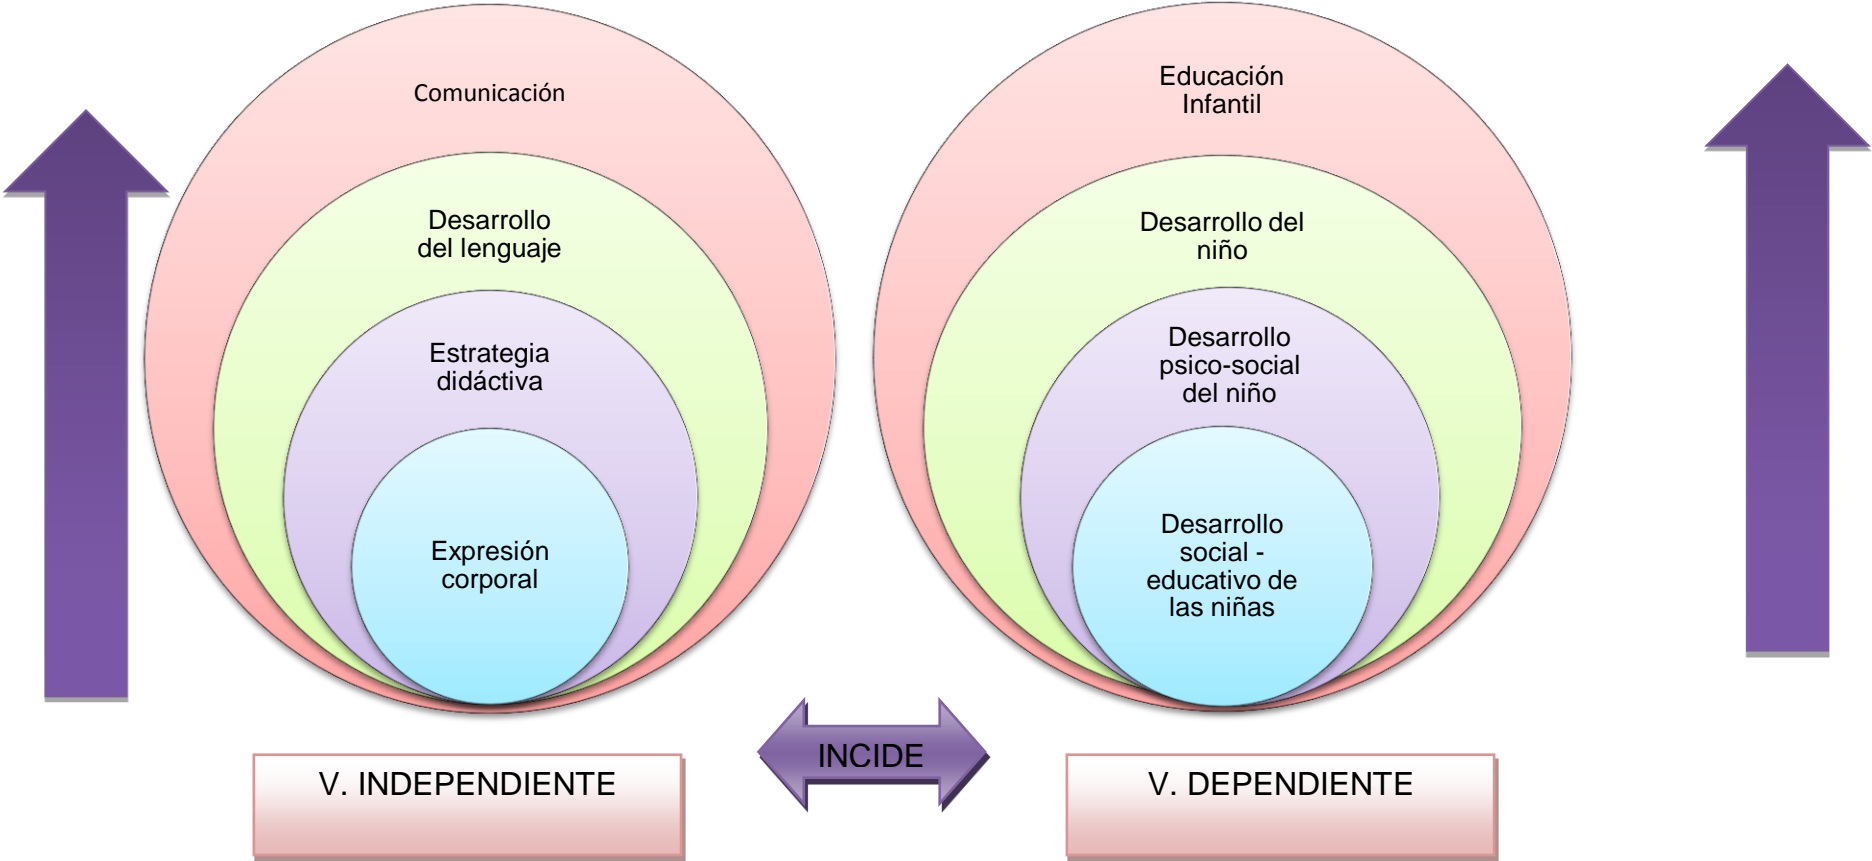 Comunicación
Desarrollo
del lenguaje
Estrategia
didáctiva
Expresión
corporal
Educación
Infantil
Desarrollo del
niño
Desarrollo
psico-social
del niño
Desarrollo
social -
educativo de
las niñas
V. INDEPENDIENTE
INCIDE
V. DEPENDIENTE